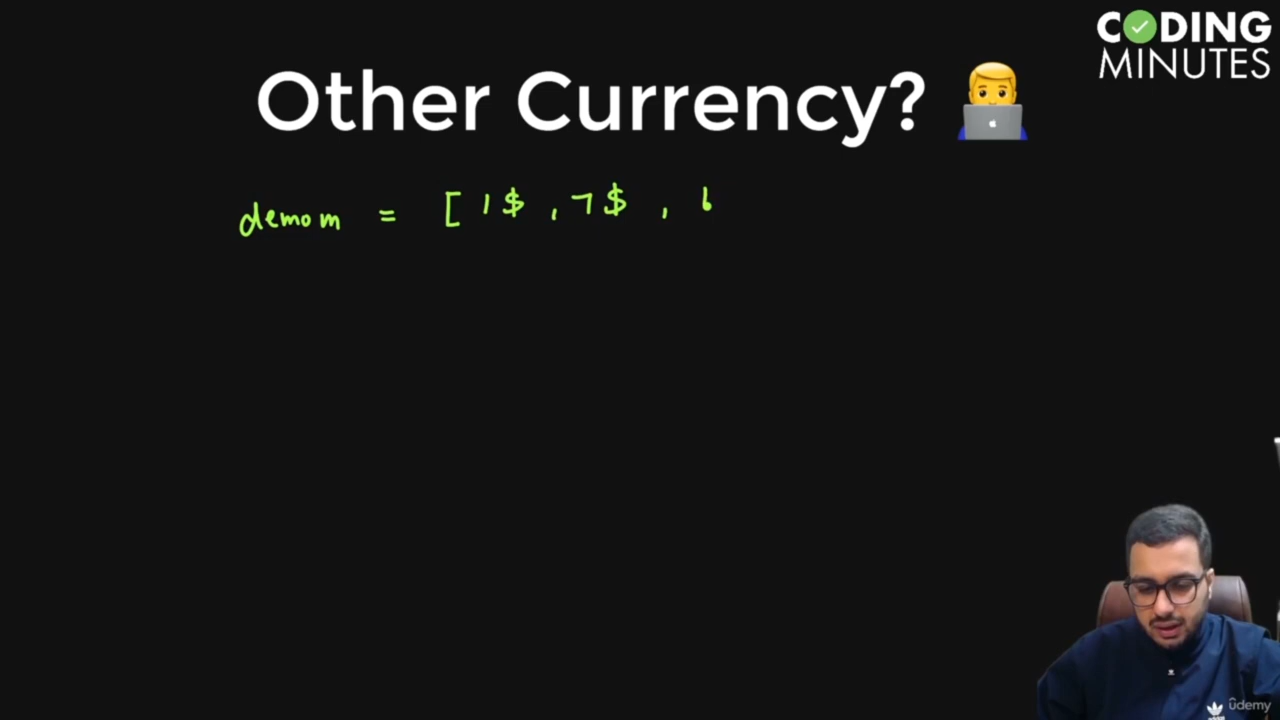 CODING
MINUTES
Other Currency?
demom = [ 1$ , 7$ , 6
udemy